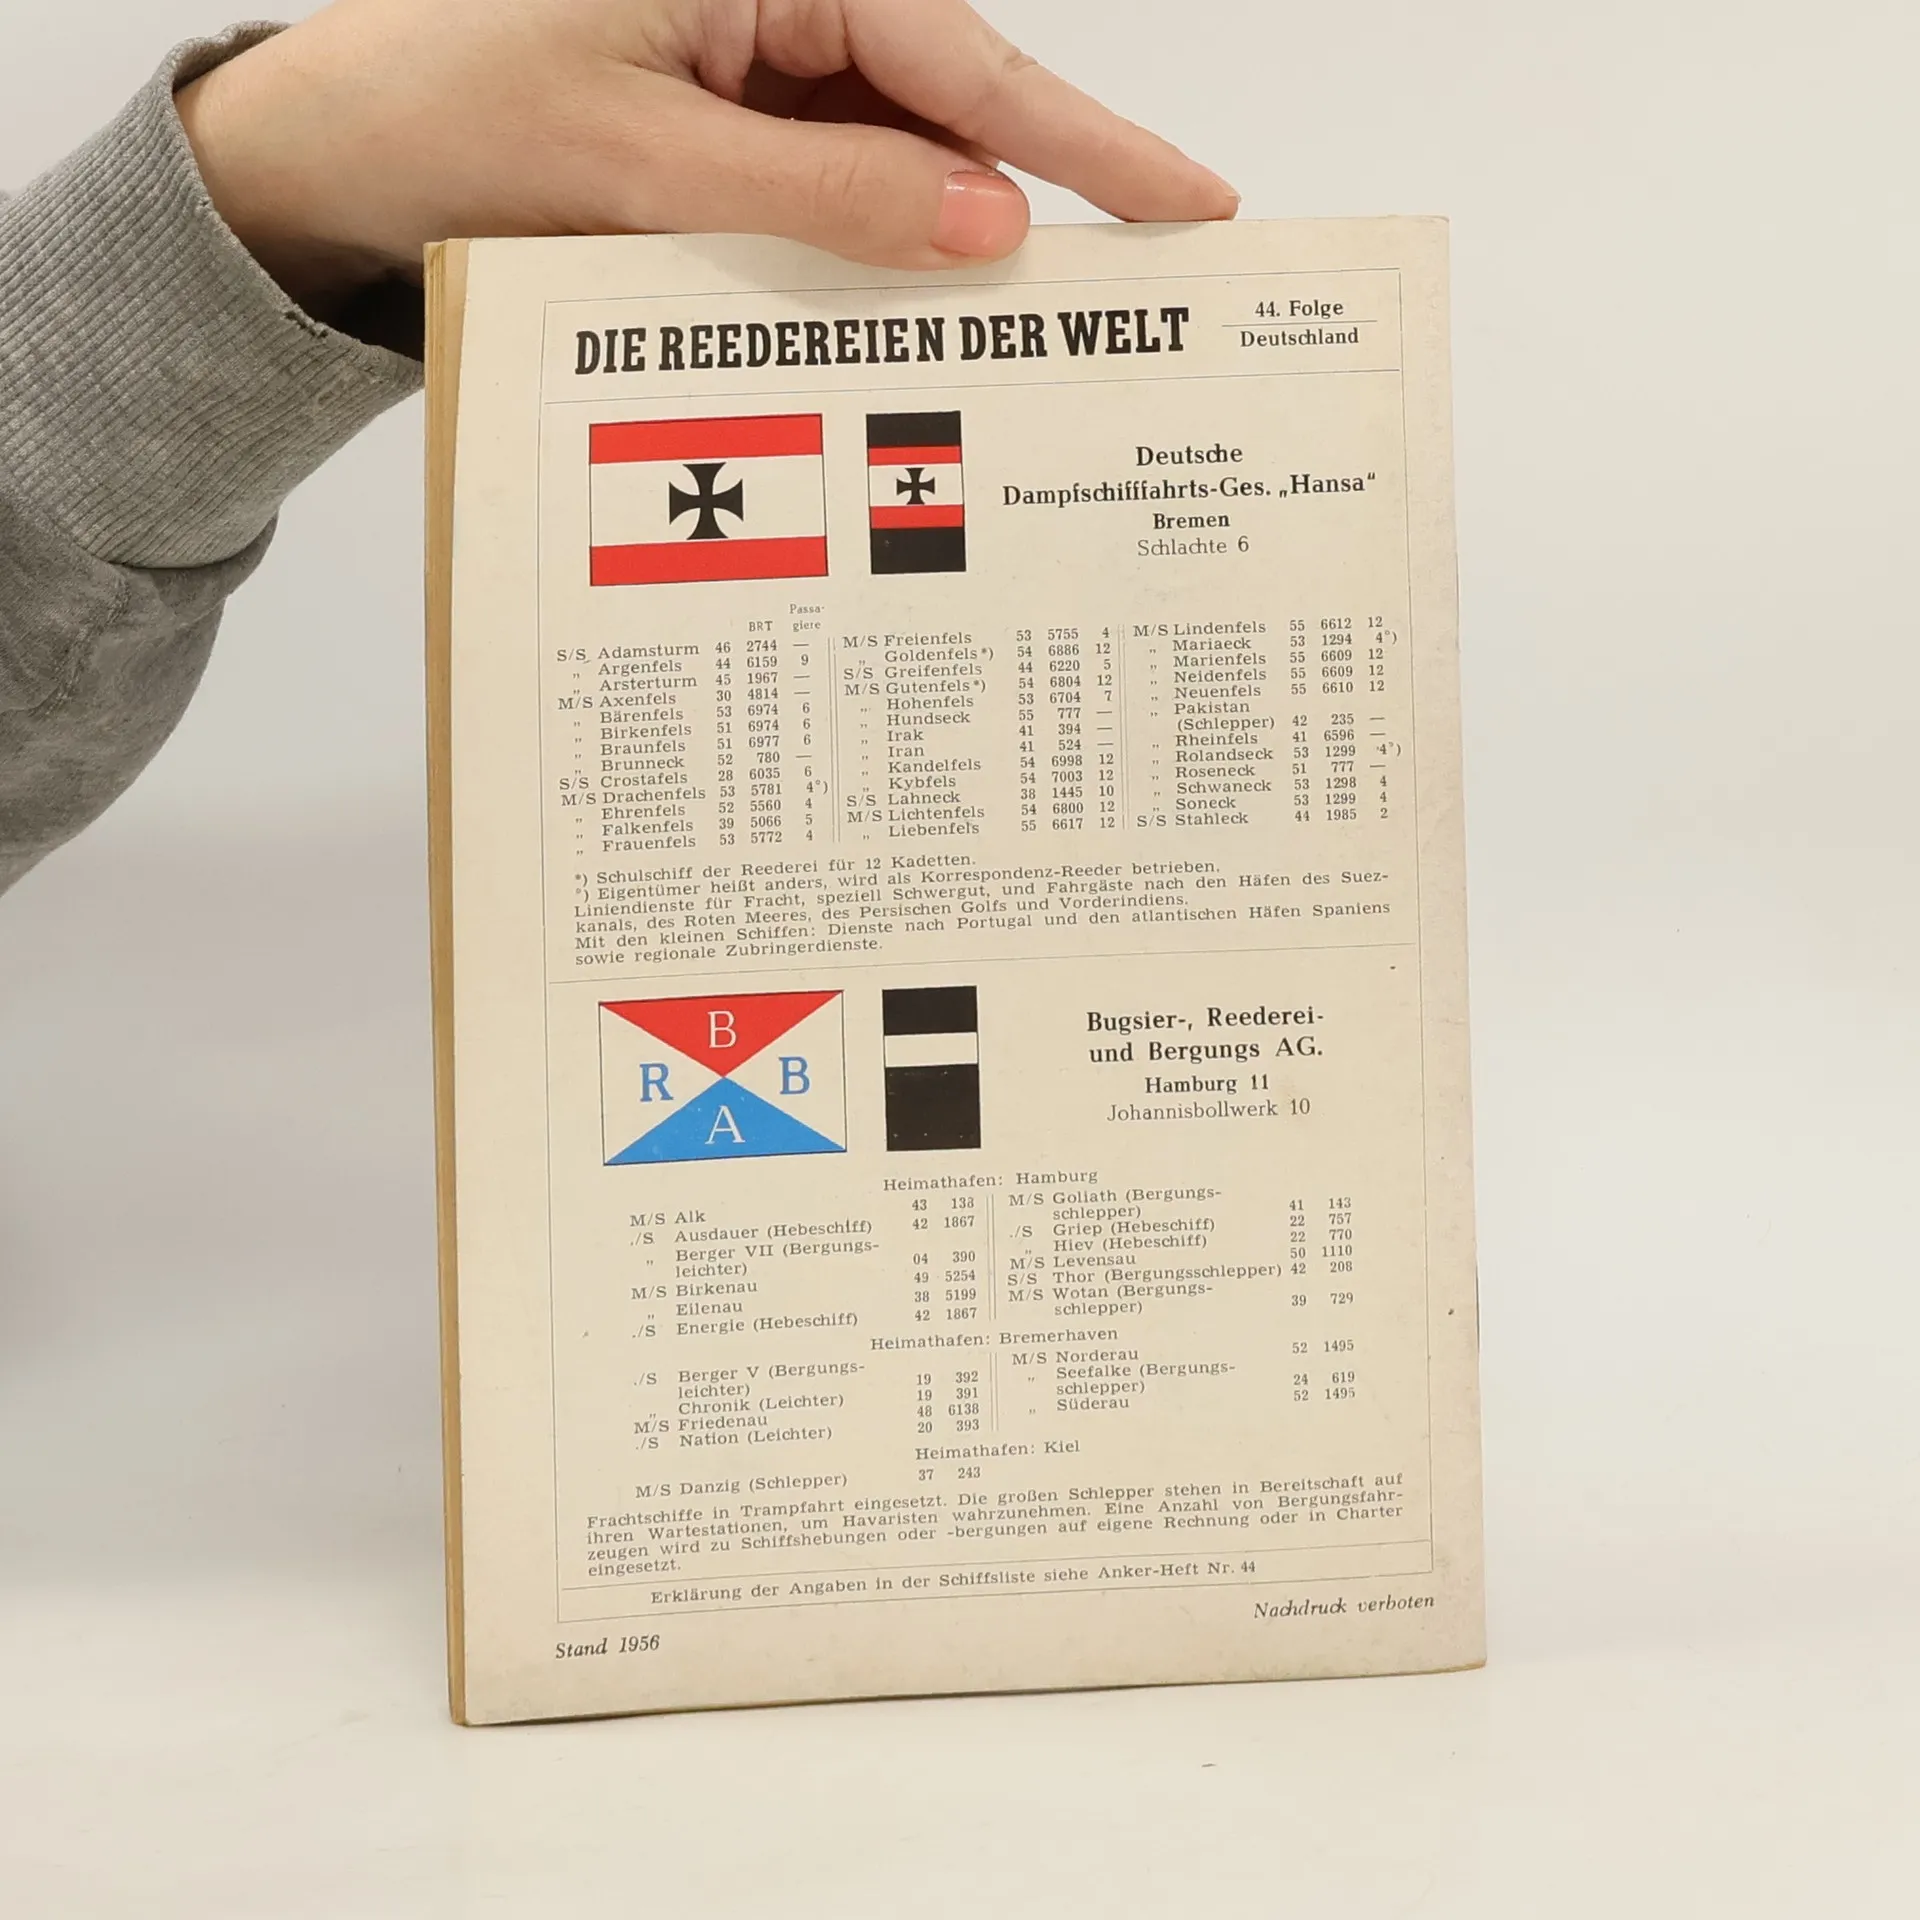 DIE REEDEREIEN DER WELT
44. Folge
Deutschland
Deutsche
Dampfschifffahrts-Ges. „Hansa“
Bremen
Schlachte 6
BRT Passa-
giere
S/S Adamsturm 46 2744 —
„ Argenfels 44 6159 9
„ Arsterturm 45 1967 —
M/S Axenfels 30 4814 —
„ Bärenfels 53 6974 6
„ Birkenfels 51 6974 6
„ Braunfels 51 6977 6
„ Brunneck 52 780 —
S/S Crostafels 28 6035 6
M/S Drachenfels 53 5781 4°)
„ Ehrenfels 52 5560 4
„ Falkenfels 39 5066 5
„ Frauenfels 53 5772 4
M/S Freienfels 53 5755 4
„ Goldenfels*) 54 6886 12
S/S Greifenfels 44 6220 5
M/S Gutenfels*) 54 6804 12
„ Hohenfels 53 6704 7
„ Hundseck 55 777 —
„ Irak 41 394 —
„ Iran 41 524 —
„ Kandelfels 54 6998 12
„ Kybfels 54 7003 12
S/S Lahneck 38 1445 10
M/S Lichtenfels 54 6800 12
„ Liebenfels 55 6617 12
M/S Lindenfels 55 6612 12
„ Mariaeck 53 1294 4°)
„ Marienfels 55 6609 12
„ Neidenfels 55 6609 12
„ Neuenfels 55 6610 12
„ Pakistan
(Schlepper) 42 235 —
„ Rheinfels 41 6596 —
„ Rolandseck 53 1299 4°)
„ Roseneck 51 777 —
„ Schwaneck 53 1298 4
„ Soneck 53 1299 4
S/S Stahleck 44 1985 2
*) Schulschiff der Reederei für 12 Kadetten.
°) Eigentümer heißt anders, wird als Korrespondenz-Reeder betrieben.
Liniendienste für Fracht, speziell Schwergut, und Fahrgäste nach den Häfen des Suez-
kanals, des Roten Meeres, des Persischen Golfs und Vorderindiens.
Mit den kleinen Schiffen: Dienste nach Portugal und den atlantischen Häfen Spaniens
sowie regionale Zubringerdienste.
B
R B
A
Bugsier-, Reederei-
und Bergungs AG.
Hamburg 11
Johannisbollwerk 10
Heimathafen: Hamburg
M/S Alk 43 138
./S Ausdauer (Hebeschiff) 42 1867
„ Berger VII (Bergungs-
leichter) 04 390
M/S Birkenau 49 5254
„ Eilenau 38 5199
./S Energie (Hebeschiff) 42 1867
M/S Goliath (Bergungs-
schlepper) 41 143
./S Griep (Hebeschiff) 22 757
„ Hiev (Hebeschiff) 22 770
M/S Levensau 50 1110
S/S Thor (Bergungsschlepper) 42 208
M/S Wotan (Bergungs-
schlepper) 39 729
Heimathafen: Bremerhaven
./S Berger V (Bergungs-
leichter) 19 392
„ Chronik (Leichter) 19 391
M/S Friedenau 48 6138
./S Nation (Leichter) 20 393
M/S Norderau 52 1495
„ Seefalke (Bergungs-
schlepper) 24 619
„ Süderau 52 1495
Heimathafen: Kiel
M/S Danzig (Schlepper) 37 243
Frachtschiffe in Trampfahrt eingesetzt. Die großen Schlepper stehen in Bereitschaft auf
ihren Wartestationen, um Havaristen wahrzunehmen. Eine Anzahl von Bergungsfahr-
zeugen wird zu Schiffshebungen oder -bergungen auf eigene Rechnung oder in Charter
eingesetzt.
Erklärung der Angaben in der Schiffsliste siehe Anker-Heft Nr. 44
Stand 1956
Nachdruck verboten